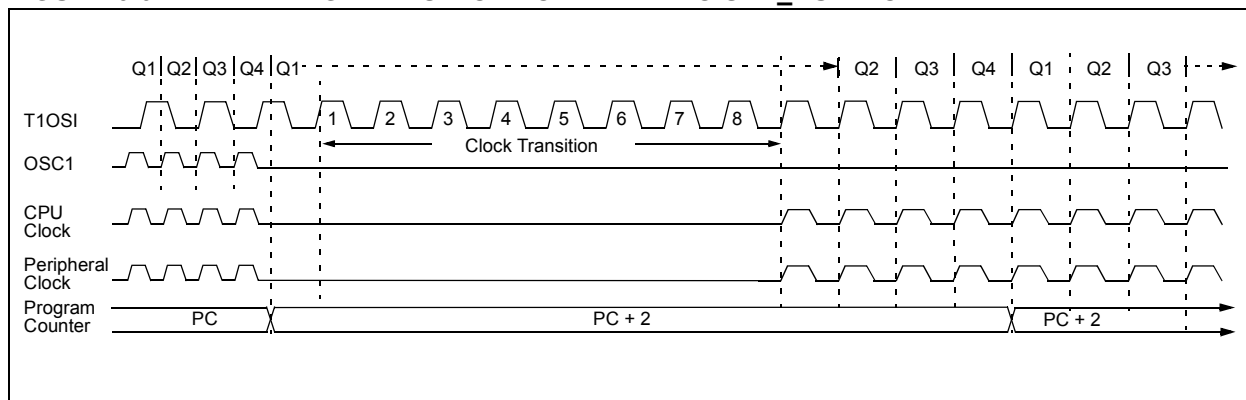 Q1 Q2 Q3 Q4 Q1 Q2 Q3 Q4 Q1 Q2 Q3
T1OSI
1 2 3 4 5 6 7 8
Clock Transition
OSC1
CPU
Clock
Peripheral
Clock
Program
Counter
PC PC + 2 PC + 2